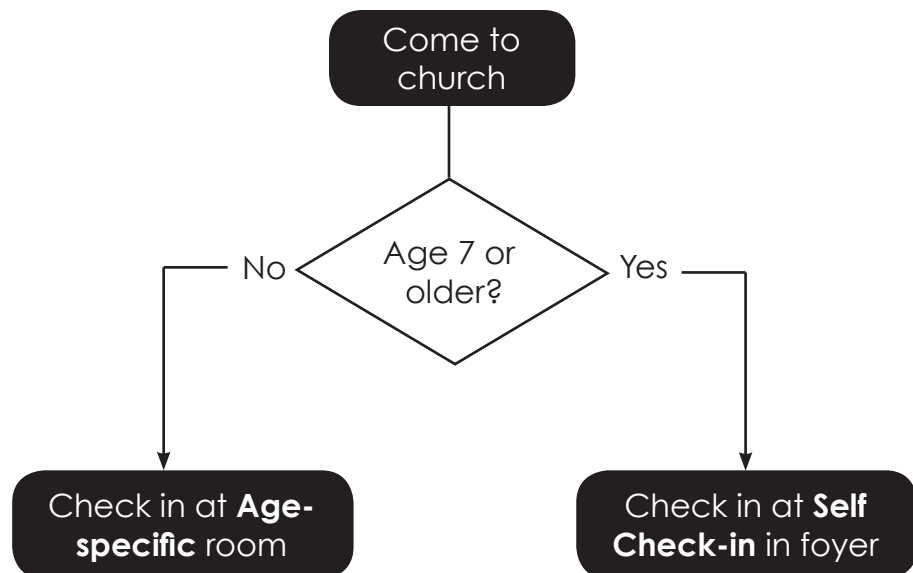 Come to
church
Age 7 or
older?
No
Yes
Check in at Age-
specific room
Check in at Self
Check-in in foyer